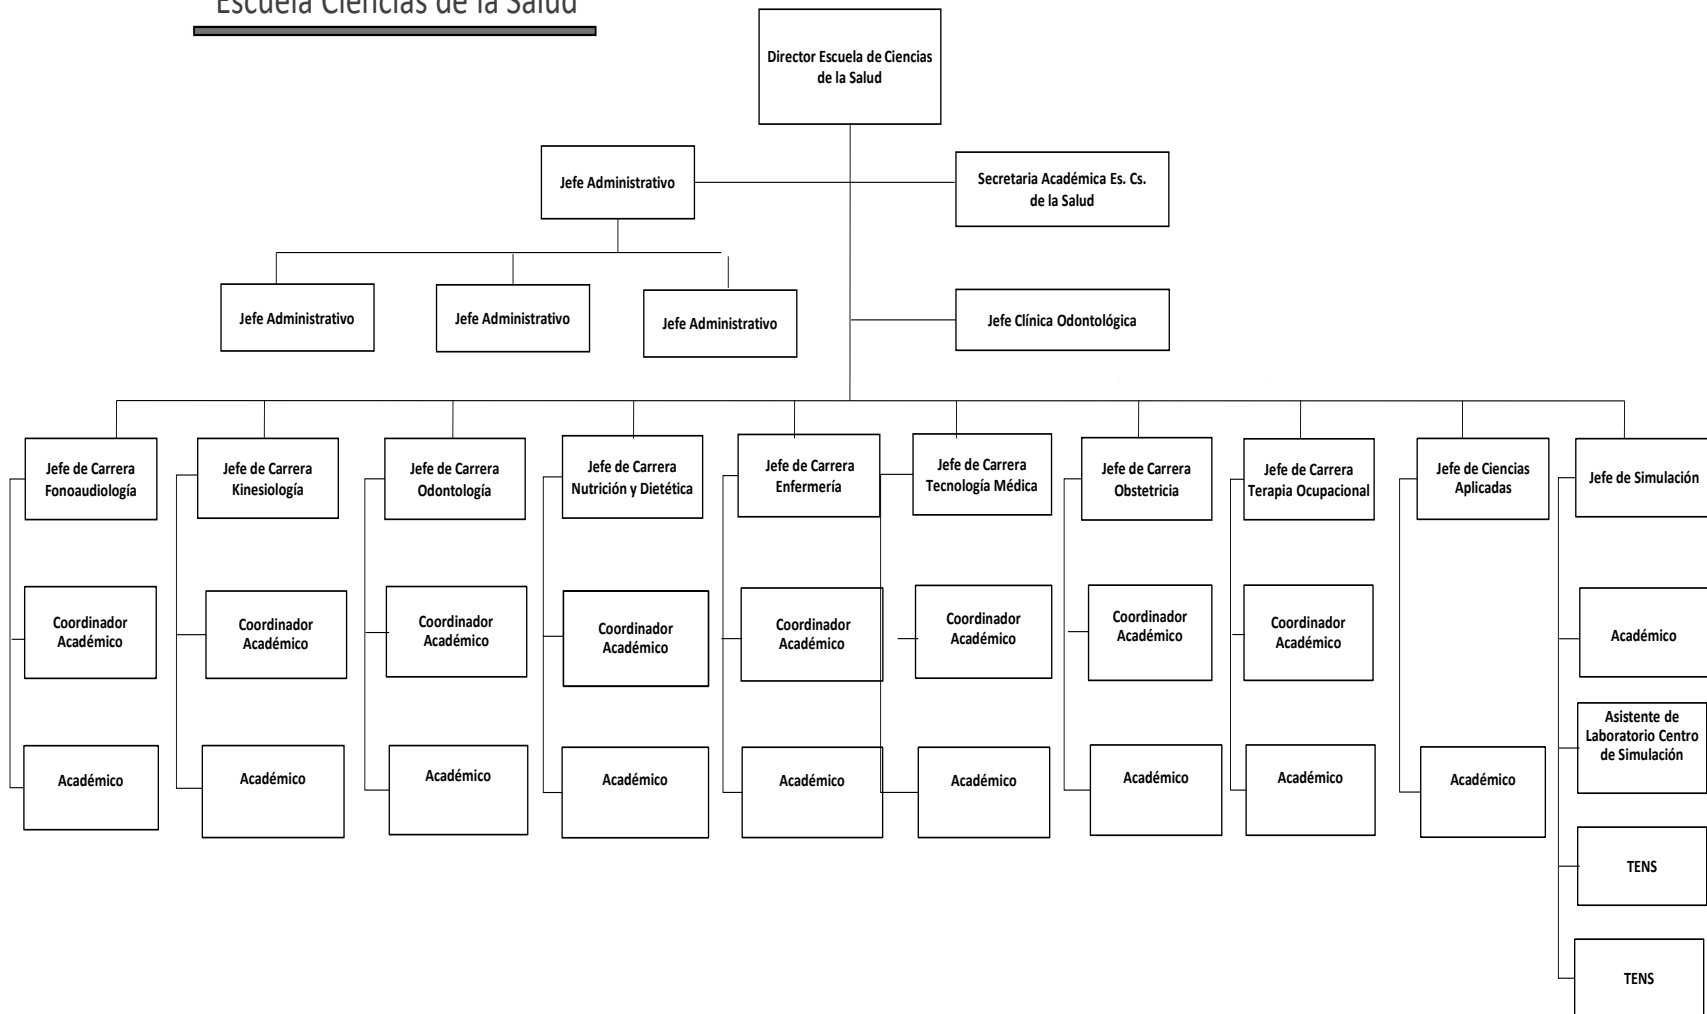 Escuela Ciencias de la Salud
Director Escuela de Ciencias
de la Salud
Jefe Administrativo
Secretaria Académica Es. Cs.
de la Salud
Jefe Administrativo
Jefe Administrativo
Jefe Administrativo
Jefe Clínica Odontológica
Jefe de Carrera
Fonoaudiología
Jefe de Carrera
Kinesiología
Jefe de Carrera
Odontología
Jefe de Carrera
Nutrición y Dietética
Jefe de Carrera
Enfermería
Jefe de Carrera
Tecnología Médica
Jefe de Carrera
Obstetricia
Jefe de Carrera
Terapia Ocupacional
Jefe de Ciencias
Aplicadas
Jefe de Simulación
Coordinador
Académico
Coordinador
Académico
Coordinador
Académico
Coordinador
Académico
Coordinador
Académico
Coordinador
Académico
Coordinador
Académico
Coordinador
Académico
Académico
Asistente de
Laboratorio Centro
de Simulación
Académico
Académico
Académico
Académico
Académico
Académico
Académico
Académico
Académico
TENS
TENS